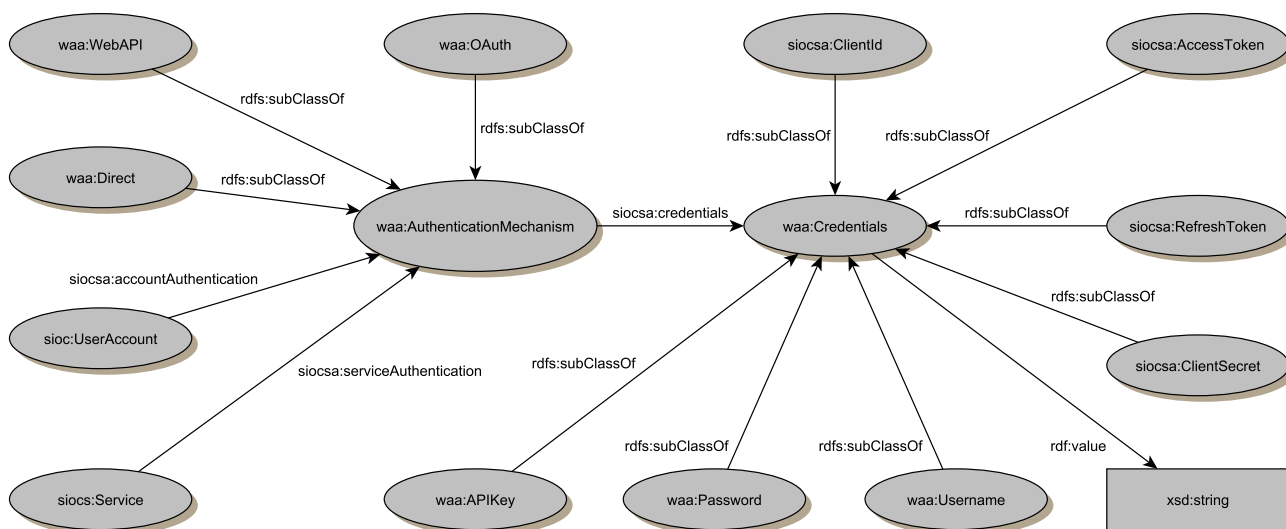 waa:WebAPI
waa:OAuth
siocsa:ClientId
siocsa:AccessToken
rdfs:subClassOf
rdfs:subClassOf
rdfs:subClassOf
rdfs:subClassOf
waa:Direct
rdfs:subClassOf
waa:AuthenticationMechanism
siocsa:credentials
waa:Credentials
rdfs:subClassOf
siocsa:RefreshToken
siocsa:accountAuthentication
rdfs:subClassOf
sioc:UserAccount
siocsa:serviceAuthentication
rdfs:subClassOf
siocsa:ClientSecret
rdfs:subClassOf
rdfs:subClassOf
rdf:value
siocs:Service
waa:APIKey
waa:Password
waa:Username
xsd:string